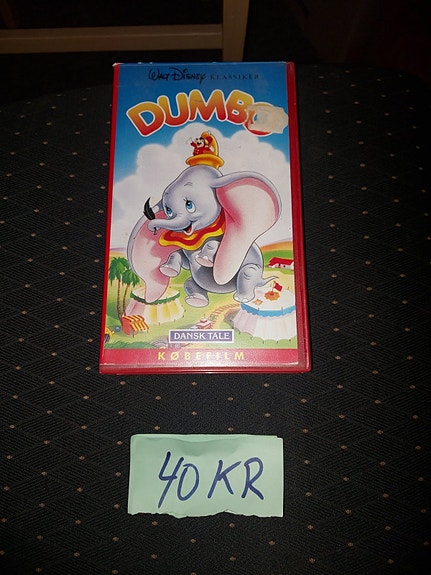 WALT DISNEY KLASSIKER
DUMBO
DANSK TALE
KØBEFILM
40 KR